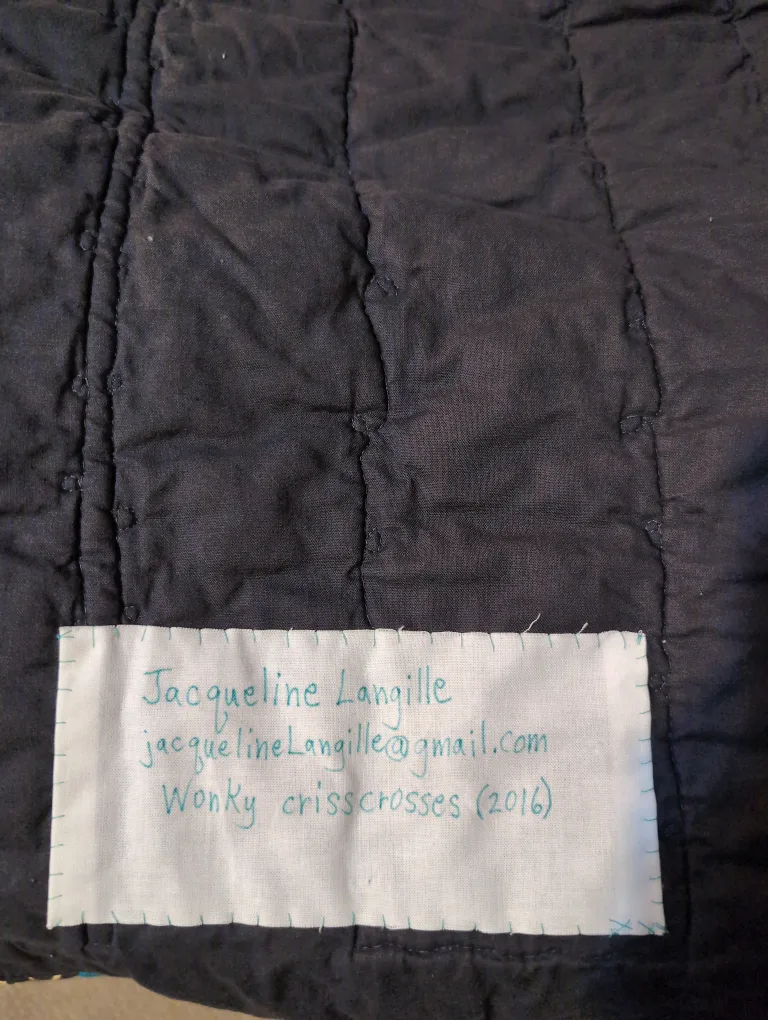 Jacqueline Langille
jacquelineLangille@gmail.com
Wonky crisscrosses (2016)